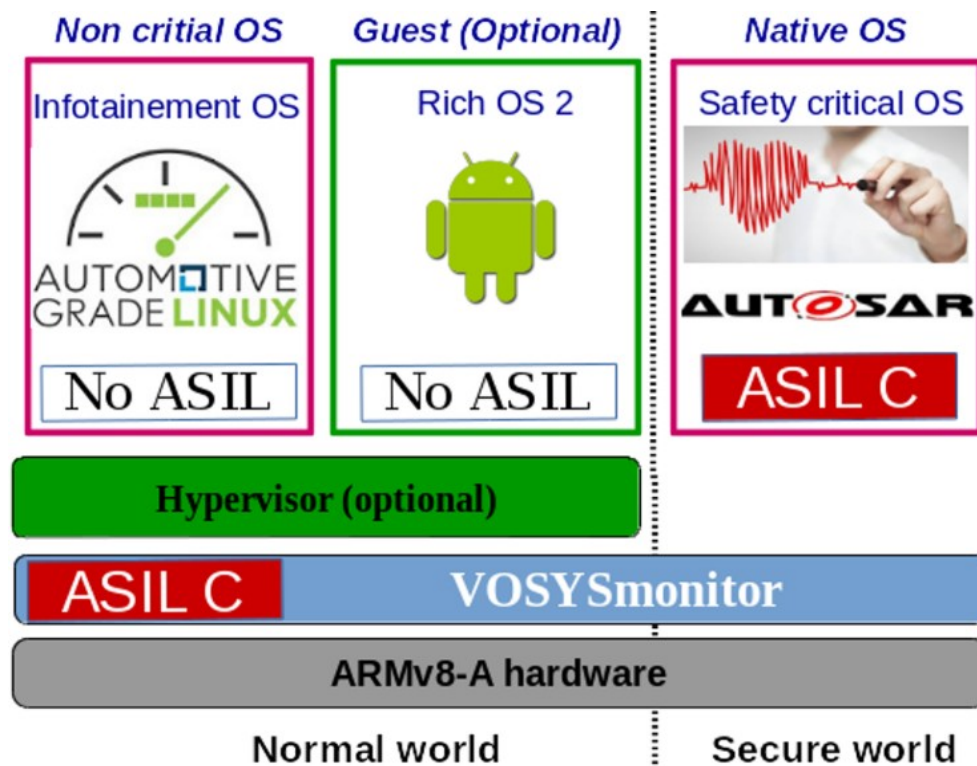 Non critial OS
Guest (Optional)
Native OS
Infotainement OS
Rich OS 2
Safety critical OS
AUTOMOTIVE
GRADE LINUX
AUTOSAR
No ASIL
No ASIL
ASIL C
Hypervisor (optional)
ASIL C
VOSYSmonitor
ARMv8-A hardware
Normal world
Secure world